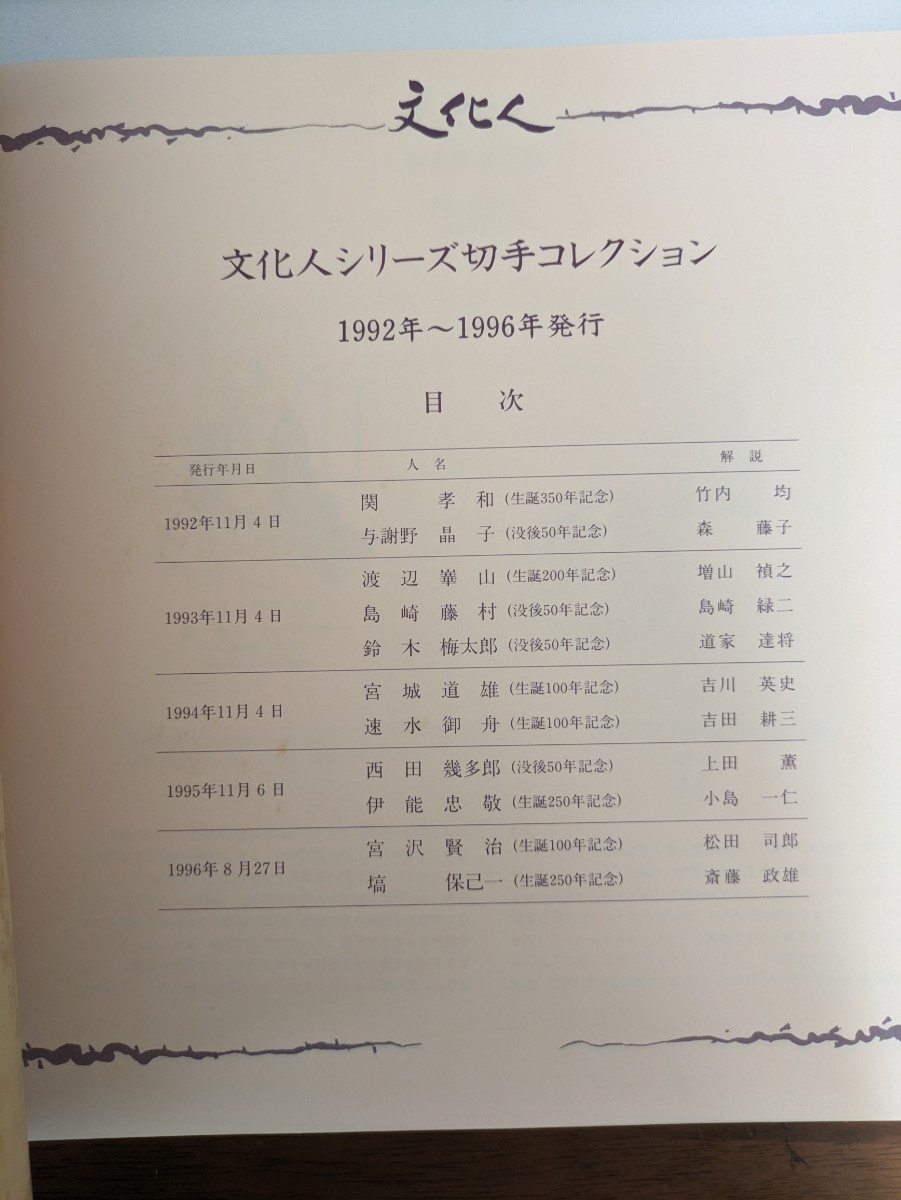 文化人
文化人シリーズ切手コレクション
1992年～1996年発行
目　次
発行年月日　人名　解説
1992年11月4日　関　孝和（生誕350年記念）　竹内　均
与謝野　晶子（没後50年記念）　森　藤子
1993年11月4日　渡辺崋山（生誕200年記念）　増山　禎之
島崎藤村（没後50年記念）　島崎　緑二
鈴木梅太郎（没後50年記念）　道家　達将
1994年11月4日　宮城道雄（生誕100年記念）　吉川　英史
速水御舟（生誕100年記念）　吉田　耕三
1995年11月6日　西田幾多郎（没後50年記念）　上田　薫
伊能忠敬（生誕250年記念）　小島　一仁
1996年8月27日　宮沢賢治（生誕100年記念）　松田　司郎
塙　保己一（生誕250年記念）　斎藤　政雄